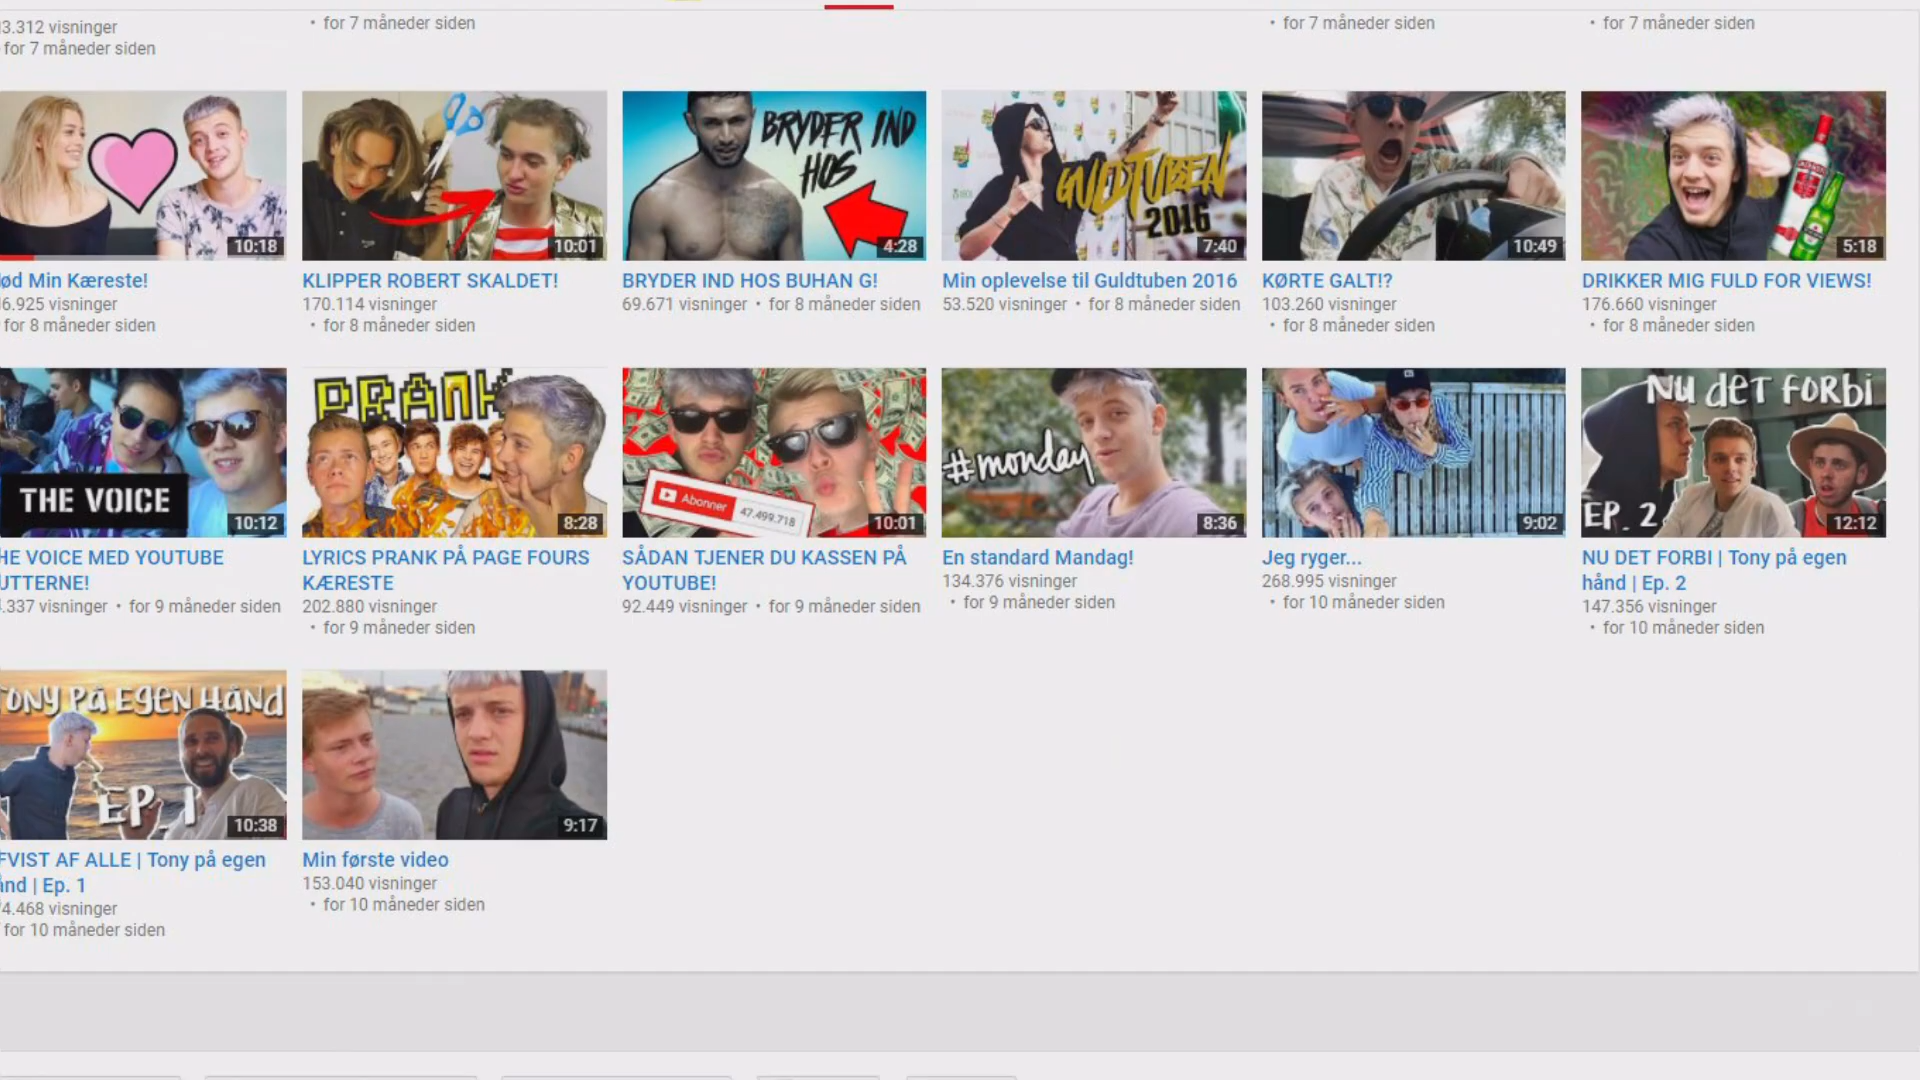 3.312 visninger
• for 7 måneder siden
• for 7 måneder siden
• for 7 måneder siden
for 7 måneder siden
BRYDER IND
HOS
GULDTUBEN
2016
10:18
10:01
4:28
7:40
10:49
5:18
ød Min Kæreste!
KLIPPER ROBERT SKALDET!
BRYDER IND HOS BUHAN G!
Min oplevelse til Guldtuben 2016
KØRTE GALT!?
DRIKKER MIG FULD FOR VIEWS!
6.925 visninger
170.114 visninger
69.671 visninger • for 8 måneder siden
53.520 visninger • for 8 måneder siden
103.260 visninger
176.660 visninger
for 8 måneder siden
• for 8 måneder siden
• for 8 måneder siden
• for 8 måneder siden
THE VOICE
PRANK
Abonner 47.499.718
#monday
NU DET FORBI
EP. 2
10:12
8:28
10:01
8:36
9:02
12:12
HE VOICE MED YOUTUBE
UTTERNE!
LYRICS PRANK PÅ PAGE FOURS
KÆRESTE
SÅDAN TJENER DU KASSEN PÅ
YOUTUBE!
En standard Mandag!
Jeg ryger...
NU DET FORBI | Tony på egen
hånd | Ep. 2
.337 visninger • for 9 måneder siden
202.880 visninger
• for 9 måneder siden
92.449 visninger • for 9 måneder siden
134.376 visninger
• for 9 måneder siden
268.995 visninger
• for 10 måneder siden
147.356 visninger
• for 10 måneder siden
TONY PÅ EGEN HÅND
EP. 1
10:38
9:17
FVIST AF ALLE | Tony på egen
ånd | Ep. 1
4.468 visninger
for 10 måneder siden
Min første video
153.040 visninger
• for 10 måneder siden